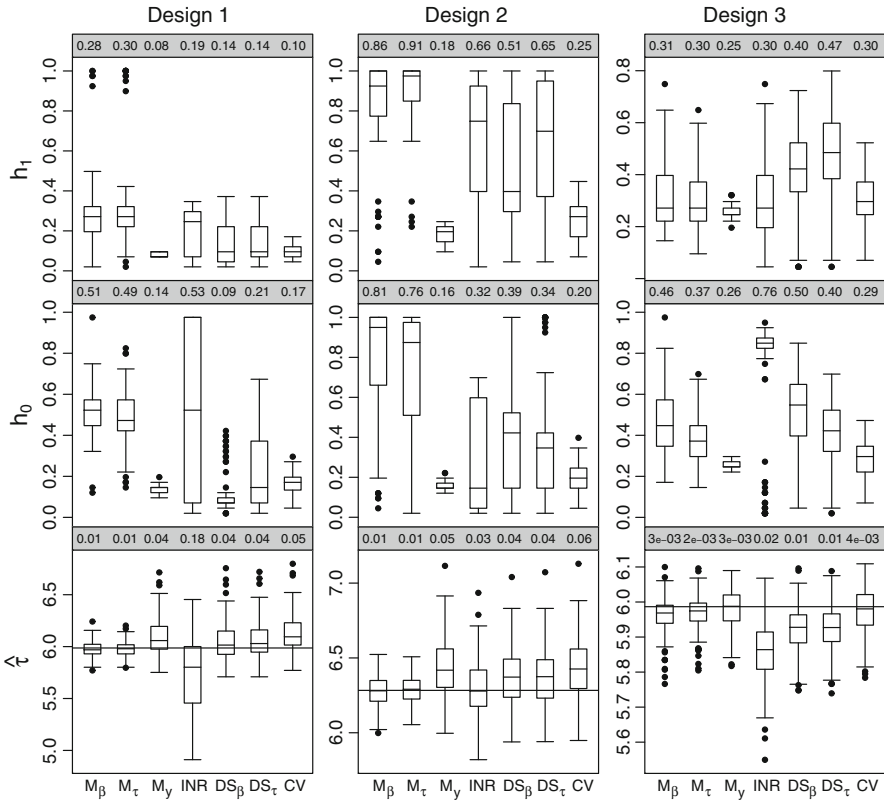 Design 1 Design 2 Design 3
0.28 0.30 0.08 0.19 0.14 0.14 0.10 0.86 0.91 0.18 0.66 0.51 0.65 0.25 0.31 0.30 0.25 0.30 0.40 0.47 0.30
h1
1.0 0.8 0.6 0.4 0.2 0.0
1.0 0.8 0.6 0.4 0.2 0.0
0.8 0.6 0.4 0.2
0.51 0.49 0.14 0.53 0.09 0.21 0.17 0.81 0.76 0.16 0.32 0.39 0.34 0.20 0.46 0.37 0.26 0.76 0.50 0.40 0.29
h0
1.0 0.8 0.6 0.4 0.2 0.0
1.0 0.8 0.6 0.4 0.2 0.0
1.0 0.8 0.6 0.4 0.2 0.0
0.01 0.01 0.04 0.18 0.04 0.04 0.05 0.01 0.01 0.05 0.03 0.04 0.04 0.06 3e−03 2e−03 3e−03 0.02 0.01 0.01 4e−03
τ̂
6.5 6.0 5.5 5.0
7.0 6.5 6.0
6.1 6.0 5.9 5.8 5.7 5.6
Mβ Mτ My INR DSβ DSτ CV Mβ Mτ My INR DSβ DSτ CV Mβ Mτ My INR DSβ DSτ CV